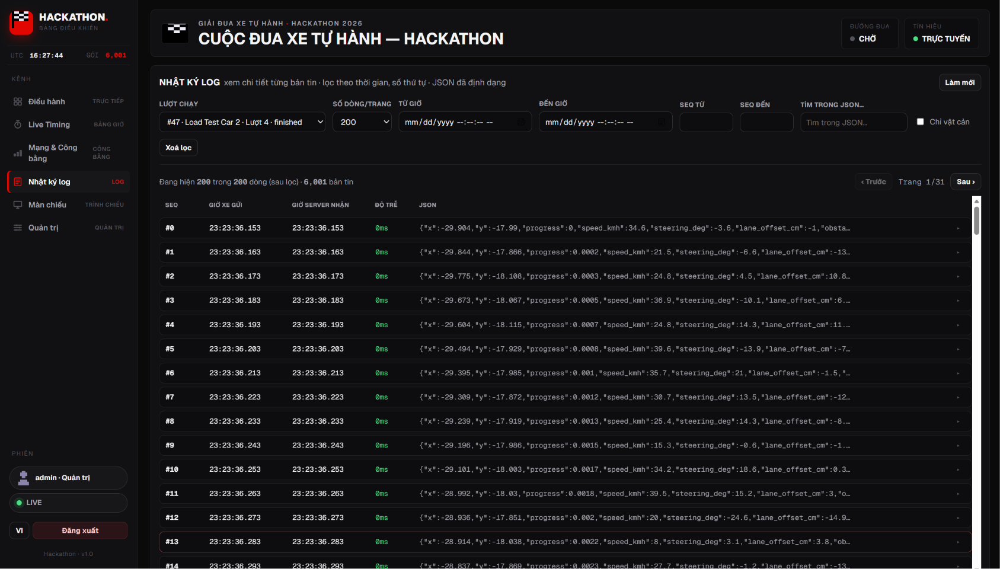 HACKATHON.
BẢNG ĐIỀU KHIỂN
UTC 16:27:44 GÓI 6,001
KÊNH
Điều hành TRỰC TIẾP
Live Timing BẢNG GIỜ
Mạng & Công bằng CÔNG BẰNG
Nhật ký log LOG
Màn chiếu TRÌNH CHIẾU
Quản trị QUẢN TRỊ
PHIÊN
admin · Quản trị
LIVE
VI Đăng xuất
Hackathon · v1.0
GIẢI ĐUA XE TỰ HÀNH · HACKATHON 2026
CUỘC ĐUA XE TỰ HÀNH — HACKATHON
ĐƯỜNG ĐUA
CHỜ
TÍN HIỆU
TRỰC TUYẾN
NHẬT KÝ LOG xem chi tiết từng bản tin · lọc theo thời gian, số thứ tự · JSON đã định dạng
Làm mới
LƯỢT CHẠY SỐ DÒNG/TRANG TỪ GIỜ ĐẾN GIỜ SEQ TỪ SEQ ĐẾN TÌM TRONG JSON…
#47 · Load Test Car 2 · Lượt 4 · finished 200 mm/dd/yyyy --:--:-- -- mm/dd/yyyy --:--:-- -- Tìm trong JSON… Chỉ vật cản
Xoá lọc
Đang hiện 200 trong 200 dòng (sau lọc) · 6,001 bản tin
‹ Trước Trang 1/31 Sau ›
SEQ GIỜ XE GỬI GIỜ SERVER NHẬN ĐỘ TRỄ JSON
#0 23:23:36.153 23:23:36.153 0ms {"x":-29.904,"y":-17.99,"progress":0,"speed_kmh":34.6,"steering_deg":-3.6,"lane_offset_cm":-1,"obsta…
#1 23:23:36.163 23:23:36.163 0ms {"x":-29.844,"y":-17.866,"progress":0.0002,"speed_kmh":21.5,"steering_deg":-6.6,"lane_offset_cm":-13…
#2 23:23:36.173 23:23:36.173 0ms {"x":-29.775,"y":-18.108,"progress":0.0003,"speed_kmh":24.8,"steering_deg":4.5,"lane_offset_cm":10.8…
#3 23:23:36.183 23:23:36.183 0ms {"x":-29.673,"y":-18.067,"progress":0.0005,"speed_kmh":36.9,"steering_deg":-10.1,"lane_offset_cm":6.…
#4 23:23:36.193 23:23:36.193 0ms {"x":-29.604,"y":-18.115,"progress":0.0007,"speed_kmh":24.8,"steering_deg":14.3,"lane_offset_cm":11.…
#5 23:23:36.203 23:23:36.203 0ms {"x":-29.494,"y":-17.929,"progress":0.0008,"speed_kmh":39.6,"steering_deg":-13.9,"lane_offset_cm":-7…
#6 23:23:36.213 23:23:36.213 0ms {"x":-29.395,"y":-17.985,"progress":0.001,"speed_kmh":35.7,"steering_deg":21,"lane_offset_cm":-1.5,"…
#7 23:23:36.223 23:23:36.223 0ms {"x":-29.309,"y":-17.872,"progress":0.0012,"speed_kmh":30.7,"steering_deg":13.5,"lane_offset_cm":-12…
#8 23:23:36.233 23:23:36.233 0ms {"x":-29.239,"y":-17.919,"progress":0.0013,"speed_kmh":25.4,"steering_deg":14.3,"lane_offset_cm":-8.…
#9 23:23:36.243 23:23:36.243 0ms {"x":-29.196,"y":-17.986,"progress":0.0015,"speed_kmh":15.3,"steering_deg":-0.6,"lane_offset_cm":-1.…
#10 23:23:36.253 23:23:36.253 0ms {"x":-29.101,"y":-18.003,"progress":0.0017,"speed_kmh":34.2,"steering_deg":18.6,"lane_offset_cm":0.3…
#11 23:23:36.263 23:23:36.263 0ms {"x":-28.992,"y":-18.03,"progress":0.0018,"speed_kmh":39.5,"steering_deg":15.2,"lane_offset_cm":3,"o…
#12 23:23:36.273 23:23:36.273 0ms {"x":-28.936,"y":-17.851,"progress":0.002,"speed_kmh":20,"steering_deg":-24.6,"lane_offset_cm":-14.9…
#13 23:23:36.283 23:23:36.283 0ms {"x":-28.914,"y":-18.038,"progress":0.0022,"speed_kmh":8,"steering_deg":3.1,"lane_offset_cm":3.8,"ob…
#14 23:23:36.293 23:23:36.293 0ms {"x":-28.837,"y":-17.869,"progress":0.0023,"speed_kmh":27.7,"steering_deg":-1.2,"lane_offset_cm":-13…